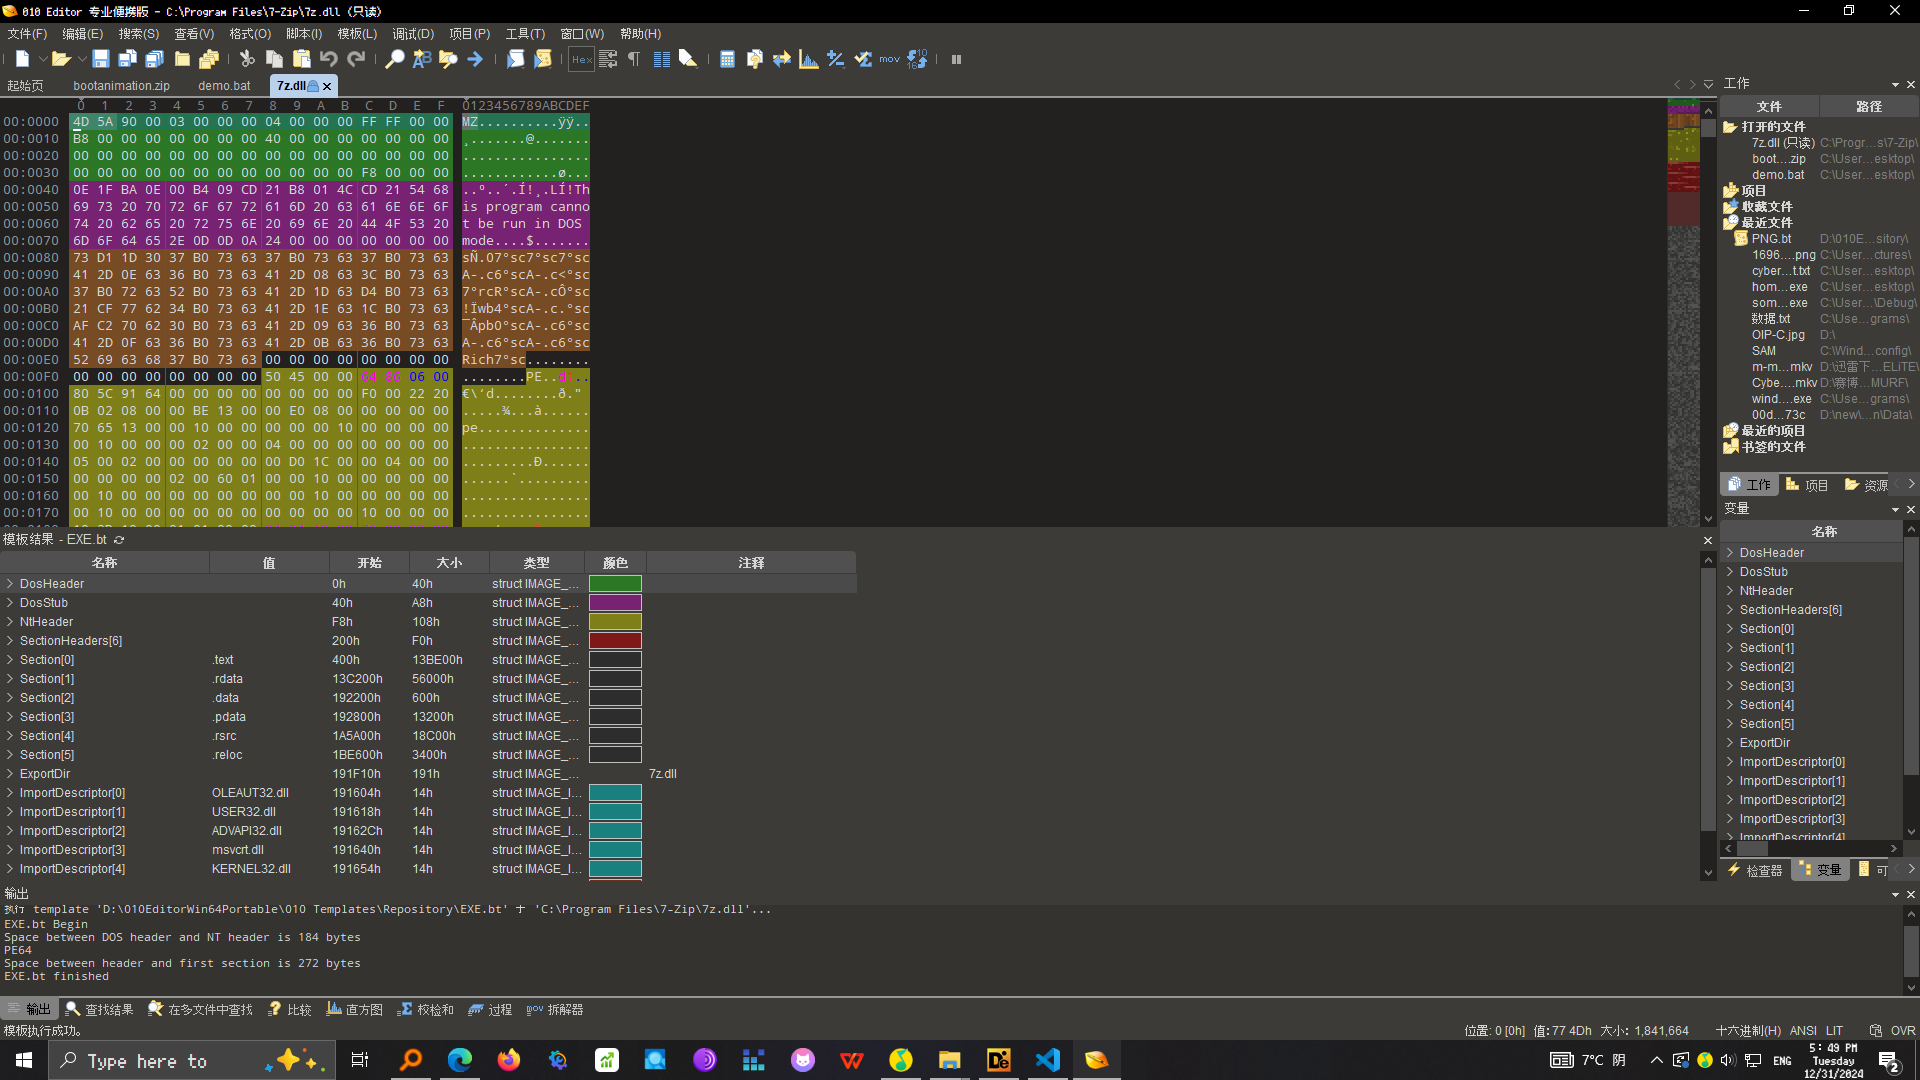 010 Editor 专业便携版 - C:\Program Files\7-Zip\7z.dll (只读)
文件(F) 编辑(E) 搜索(S) 查看(V) 格式(O) 脚本(I) 模板(L) 调试(D) 项目(P) 工具(T) 窗口(W) 帮助(H)
起始页 bootanimation.zip demo.bat 7z.dll
0 1 2 3 4 5 6 7 8 9 A B C D E F 0123456789ABCDEF
00:0000 4D 5A 90 00 03 00 00 00 04 00 00 00 FF FF 00 00 MZ..........ÿÿ..
00:0010 B8 00 00 00 00 00 00 00 40 00 00 00 00 00 00 00 ¸.......@.......
00:0020 00 00 00 00 00 00 00 00 00 00 00 00 00 00 00 00 ................
00:0030 00 00 00 00 00 00 00 00 00 00 00 00 F8 00 00 00 ............ø...
00:0040 0E 1F BA 0E 00 B4 09 CD 21 B8 01 4C CD 21 54 68 ..º..´.Í!¸.LÍ!Th
00:0050 69 73 20 70 72 6F 67 72 61 6D 20 63 61 6E 6E 6F is program canno
00:0060 74 20 62 65 20 72 75 6E 20 69 6E 20 44 4F 53 20 t be run in DOS
00:0070 6D 6F 64 65 2E 0D 0D 0A 24 00 00 00 00 00 00 00 mode....$.......
00:0080 73 D1 1D 30 37 B0 73 63 37 B0 73 63 37 B0 73 63 sÑ.07°sc7°sc7°sc
00:0090 41 2D 0E 63 36 B0 73 63 41 2D 08 63 3C B0 73 63 A-.c6°scA-.c<°sc
00:00A0 37 B0 72 63 52 B0 73 63 41 2D 1D 63 D4 B0 73 63 7°rcR°scA-.cÔ°sc
00:00B0 21 CF 77 62 34 B0 73 63 41 2D 1E 63 1C B0 73 63 !Ïwb4°scA-.c.°sc
00:00C0 AF C2 70 62 30 B0 73 63 41 2D 09 63 36 B0 73 63 ¯Âpb0°scA-.c6°sc
00:00D0 41 2D 0F 63 36 B0 73 63 41 2D 0B 63 36 B0 73 63 A-.c6°scA-.c6°sc
00:00E0 52 69 63 68 37 B0 73 63 00 00 00 00 00 00 00 00 Rich7°sc........
00:00F0 00 00 00 00 00 00 00 00 50 45 00 00 64 86 06 00 ........PE..d†..
00:0100 80 5C 91 64 00 00 00 00 00 00 00 00 F0 00 22 20 €\‘d........ð."
00:0110 0B 02 08 00 00 BE 13 00 00 E0 08 00 00 00 00 00 .....¾...à......
00:0120 70 65 13 00 00 10 00 00 00 00 00 10 00 00 00 00 pe..............
00:0130 00 10 00 00 00 02 00 00 04 00 00 00 00 00 00 00 ................
00:0140 05 00 02 00 00 00 00 00 00 D0 1C 00 00 04 00 00 .........Ð......
00:0150 00 00 00 00 02 00 60 01 00 00 10 00 00 00 00 00 ......`.........
00:0160 00 10 00 00 00 00 00 00 00 00 10 00 00 00 00 00 ................
00:0170 00 10 00 00 00 00 00 00 00 00 00 00 10 00 00 00 ................
工作
文件 路径
打开的文件
7z.dll (只读) C:\Progr...s\7-Zip\
boot....zip C:\User...esktop\
demo.bat C:\User...esktop\
项目
收藏文件
最近文件
PNG.bt D:\010E...sitory\
1696....png C:\User...ctures\
cyber...t.txt C:\User...esktop\
hom....exe C:\User...esktop\
som....exe C:\User...\Debug\
数据.txt C:\Use...grams\
OIP-C.jpg D:\
SAM C:\Wind...config\
m-m...mkv D:\迅雷下...ELiTE\
Cybe....mkv D:\赛博...MURF\
wind....exe C:\Use...grams\
00d...73c D:\new\...n\Data\
最近的项目
书签的文件
工作 项目 资源
变量
名称
DosHeader
DosStub
NtHeader
SectionHeaders[6]
Section[0]
Section[1]
Section[2]
Section[3]
Section[4]
Section[5]
ExportDir
ImportDescriptor[0]
ImportDescriptor[1]
ImportDescriptor[2]
ImportDescriptor[3]
ImportDescriptor[4]
检查器 变量 可
模板结果 - EXE.bt
名称 值 开始 大小 类型 颜色 注释
DosHeader 0h 40h struct IMAGE_...
DosStub 40h A8h struct IMAGE_...
NtHeader F8h 108h struct IMAGE_...
SectionHeaders[6] 200h F0h struct IMAGE_...
Section[0] .text 400h 13BE00h struct IMAGE_...
Section[1] .rdata 13C200h 56000h struct IMAGE_...
Section[2] .data 192200h 600h struct IMAGE_...
Section[3] .pdata 192800h 13200h struct IMAGE_...
Section[4] .rsrc 1A5A00h 18C00h struct IMAGE_...
Section[5] .reloc 1BE600h 3400h struct IMAGE_...
ExportDir 191F10h 191h struct IMAGE_... 7z.dll
ImportDescriptor[0] OLEAUT32.dll 191604h 14h struct IMAGE_I...
ImportDescriptor[1] USER32.dll 191618h 14h struct IMAGE_I...
ImportDescriptor[2] ADVAPI32.dll 19162Ch 14h struct IMAGE_I...
ImportDescriptor[3] msvcrt.dll 191640h 14h struct IMAGE_I...
ImportDescriptor[4] KERNEL32.dll 191654h 14h struct IMAGE_I...
输出
执行 template 'D:\010EditorWin64Portable\010 Templates\Repository\EXE.bt' 于 'C:\Program Files\7-Zip\7z.dll'...
EXE.bt Begin
Space between DOS header and NT header is 184 bytes
PE64
Space between header and first section is 272 bytes
EXE.bt finished
输出 查找结果 在多文件中查找 比较 直方图 校检和 过程 拆解器
模板执行成功。 位置: 0 [0h] 值: 77 4Dh 大小: 1,841,664 十六进制(H) ANSI LIT OVR
Type here to
7°C 阴 ENG
5:49 PM
Tuesday
12/31/2024
2